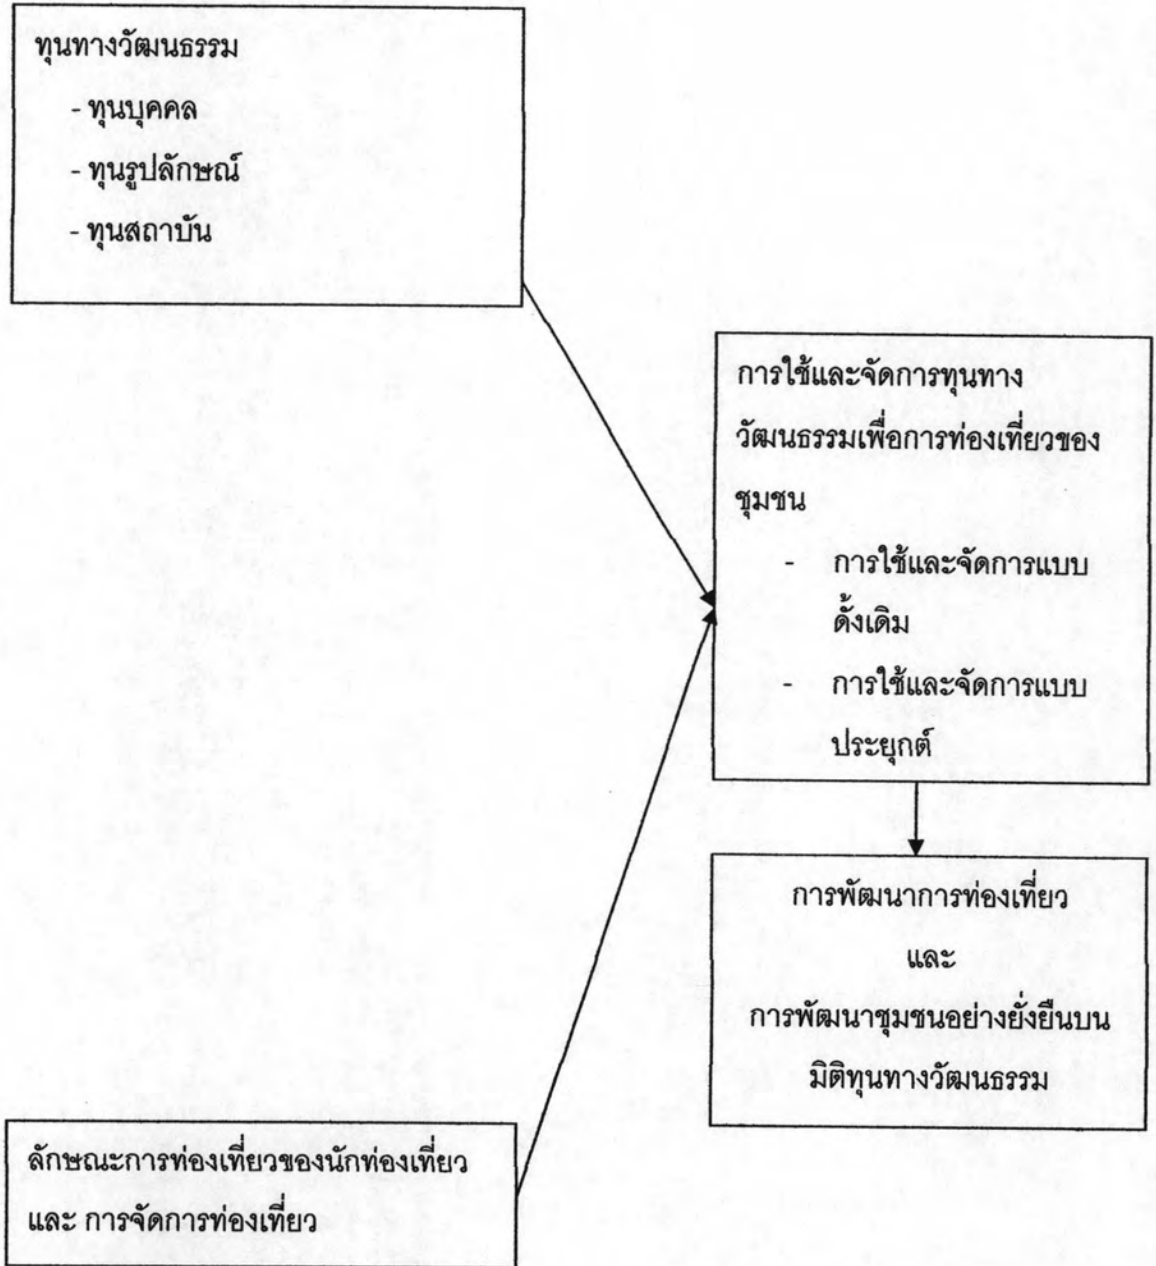 ทุนทางวัฒนธรรม
- ทุนบุคคล
- ทุนรูปลักษณ์
- ทุนสถาบัน
การใช้และจัดการทุนทาง
วัฒนธรรมเพื่อการท่องเที่ยวของ
ชุมชน
- การใช้และจัดการแบบ
ดั้งเดิม
- การใช้และจัดการแบบ
ประยุกต์
การพัฒนาการท่องเที่ยว
และ
การพัฒนาชุมชนอย่างยั่งยืนบน
มิติทุนทางวัฒนธรรม
ลักษณะการท่องเที่ยวของนักท่องเที่ยว
และ การจัดการท่องเที่ยว